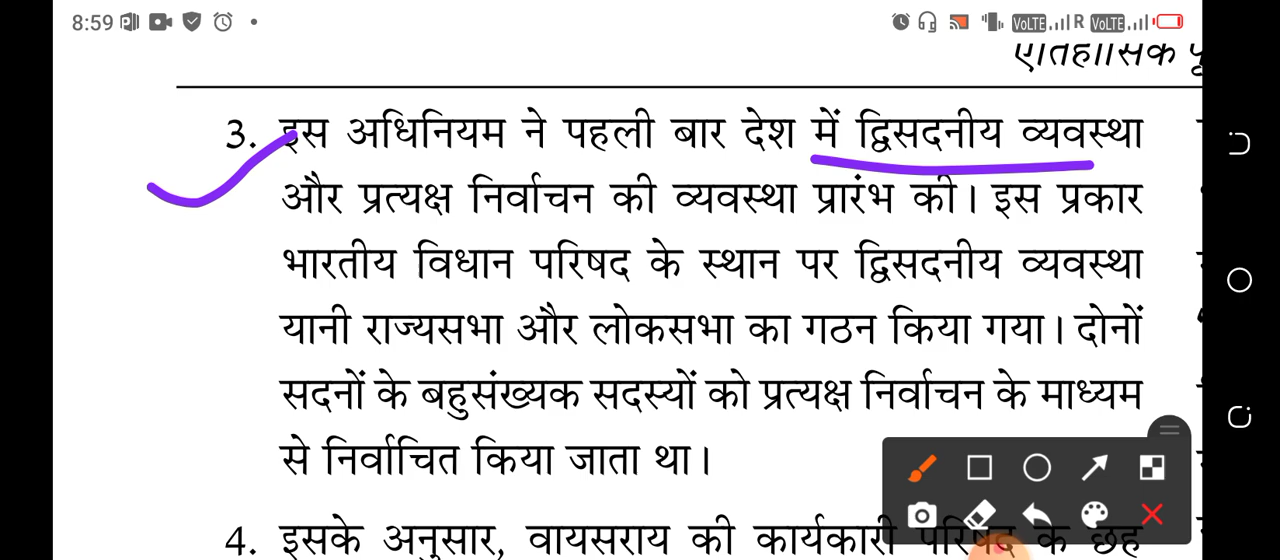 8:59
VoLTE R VoLTE
ऐतिहासिक
3. इस अधिनियम ने पहली बार देश में द्विसदनीय व्यवस्था
और प्रत्यक्ष निर्वाचन की व्यवस्था प्रारंभ की। इस प्रकार
भारतीय विधान परिषद के स्थान पर द्विसदनीय व्यवस्था
यानी राज्यसभा और लोकसभा का गठन किया गया। दोनों
सदनों के बहुसंख्यक सदस्यों को प्रत्यक्ष निर्वाचन के माध्यम
से निर्वाचित किया जाता था।
4. इसके अनुसार, वायसराय की कार्यकारी परिषद के छह